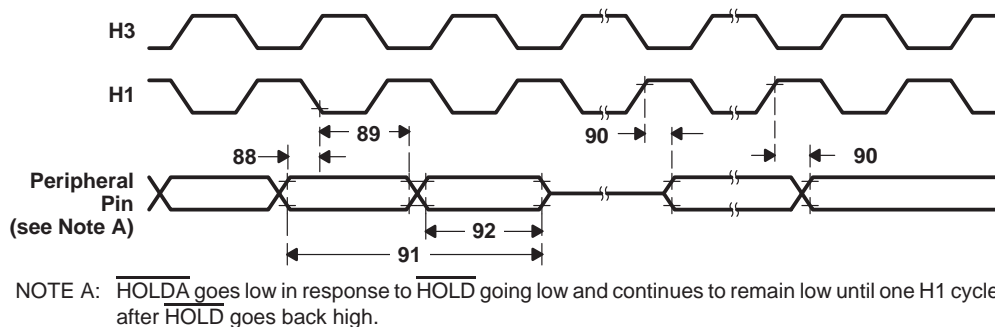 H3
H1
89
90
88
90
Peripheral
Pin
(see Note A)
92
91
NOTE A: HOLDA goes low in response to HOLD going low and continues to remain low until one H1 cycle
after HOLD goes back high.